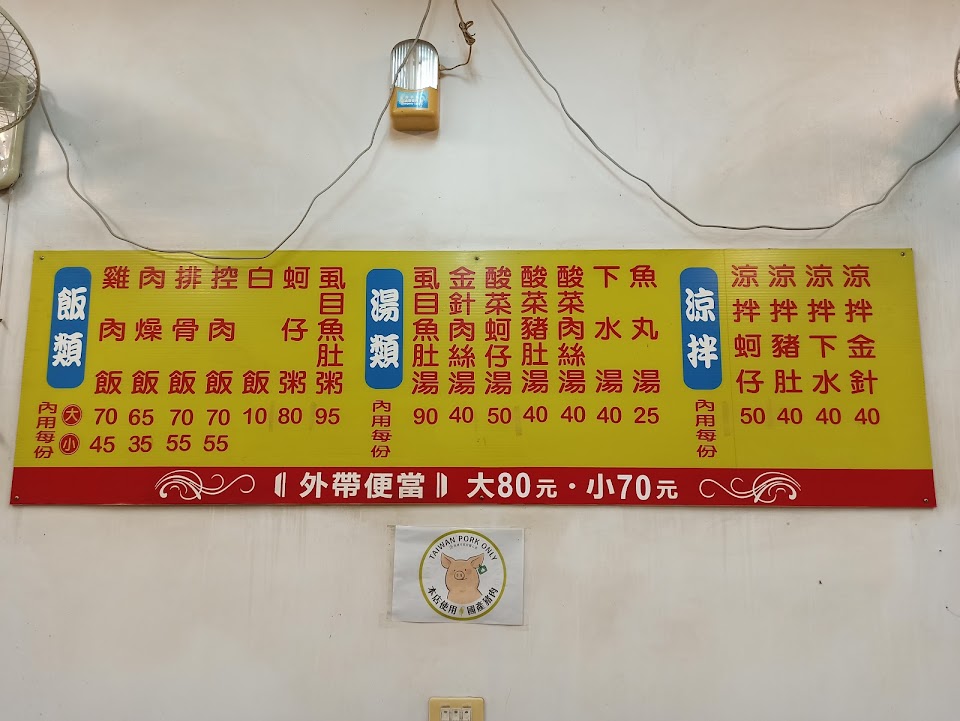 飯類
雞肉飯
肉燥飯
排骨飯
控肉飯
白飯
蚵仔粥
虱目魚肚粥
內用每份
大 70 65 70 70 10 80 95
小 45 35 55 55
湯類
虱目魚肚湯
金針肉絲湯
酸菜蚵仔湯
酸菜豬肚湯
酸菜肉絲湯
下水湯
魚丸湯
內用每份
90 40 50 40 40 40 25
涼拌
涼拌蚵仔
涼拌豬肚
涼拌下水
涼拌金針
內用每份
50 40 40 40
外帶便當 大80元・小70元
TAIWAN PORK ONLY
本店使用 國產豬肉